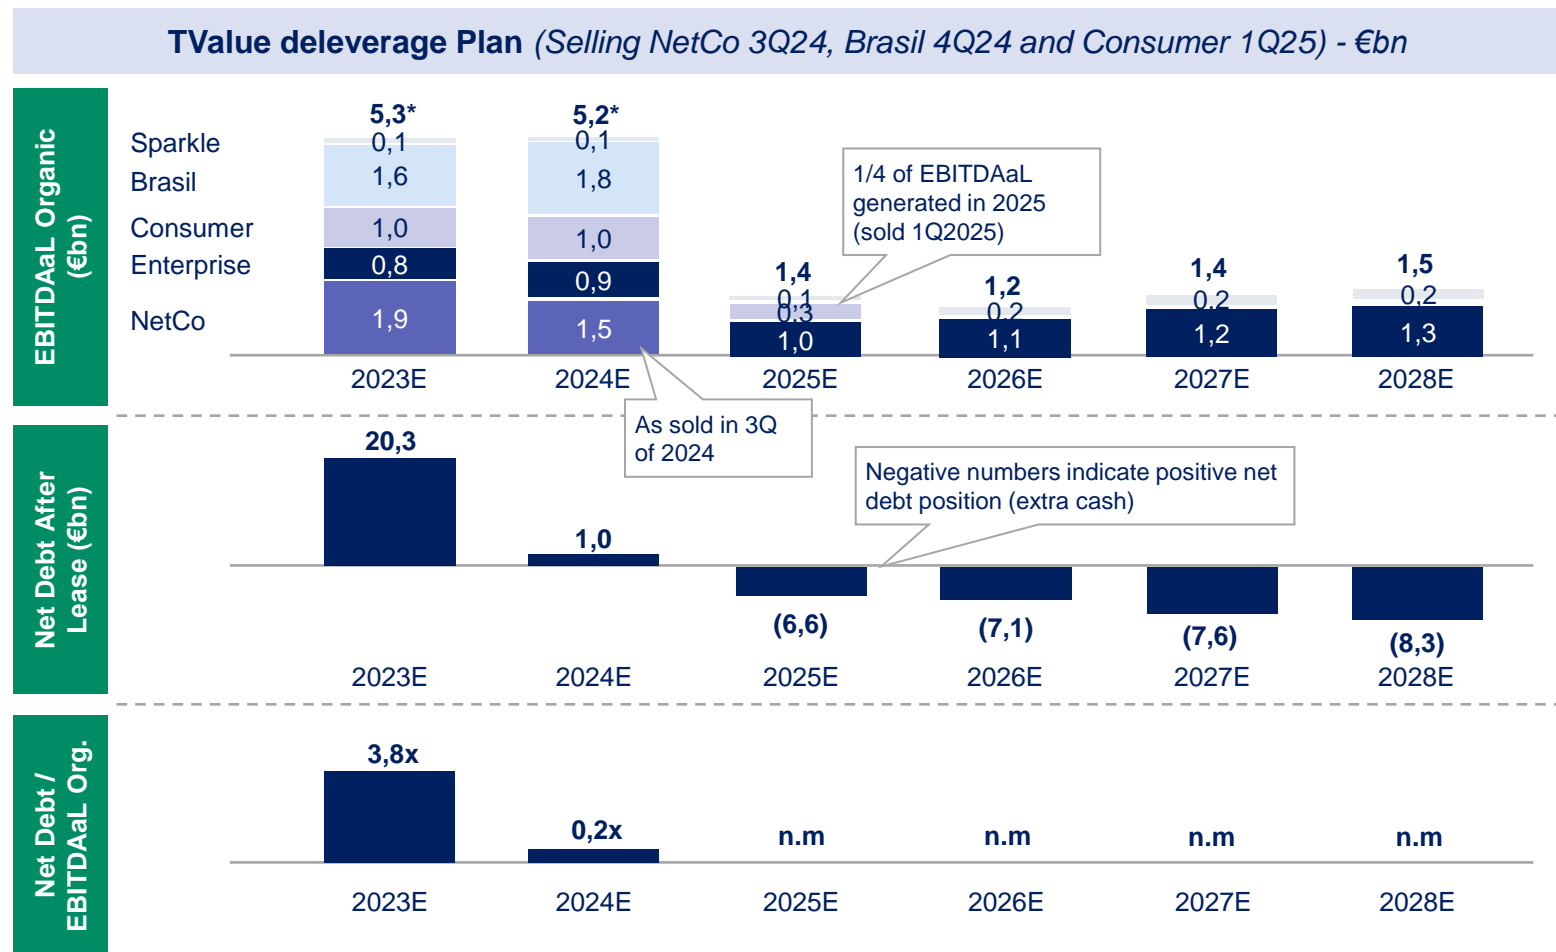 TValue deleverage Plan (Selling NetCo 3Q24, Brasil 4Q24 and Consumer 1Q25) - €bn
EBITDAaL Organic
(€bn)
Sparkle
Brasil
Consumer
Enterprise
NetCo
5,3*
0,1
1,6
1,0
0,8
1,9
5,2*
0,1
1,8
1,0
0,9
1,5
1,4
0,1
0,3
1,0
1,2
0,2
1,1
1,4
0,2
1,2
1,5
0,2
1,3
1/4 of EBITDAaL
generated in 2025
(sold 1Q2025)
2023E 2024E 2025E 2026E 2027E 2028E
As sold in 3Q
of 2024
Net Debt After
Lease (€bn)
20,3
1,0
Negative numbers indicate positive net
debt position (extra cash)
(6,6) (7,1) (7,6) (8,3)
2023E 2024E 2025E 2026E 2027E 2028E
Net Debt /
EBITDAaL Org.
3,8x 0,2x n.m n.m n.m n.m
2023E 2024E 2025E 2026E 2027E 2028E